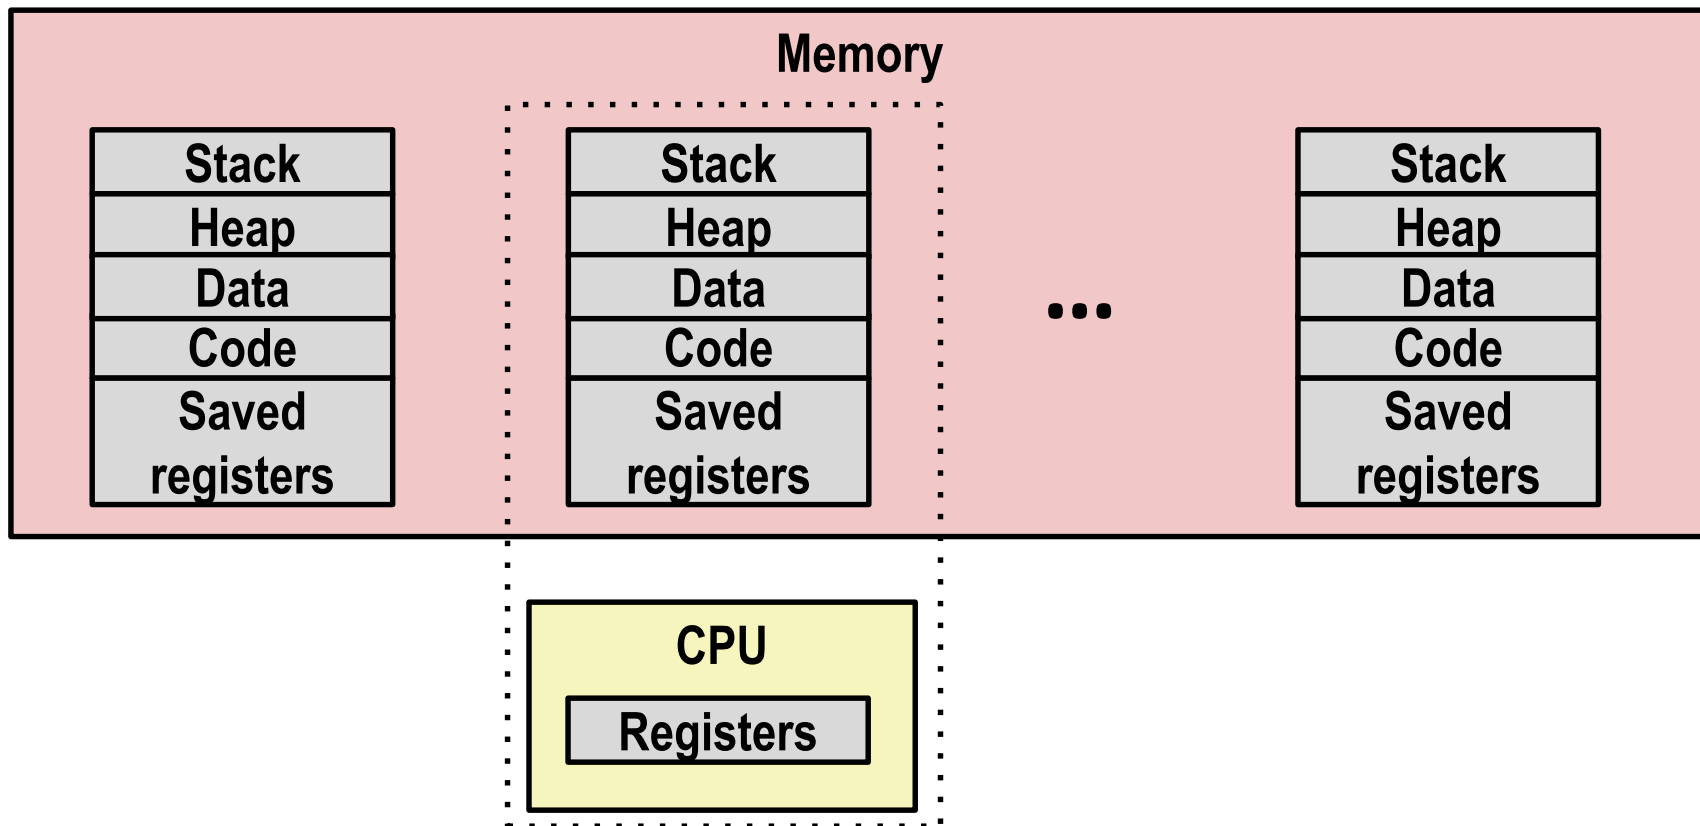 Memory
Stack
Heap
Data
Code
Saved
registers
Stack
Heap
Data
Code
Saved
registers
...
Stack
Heap
Data
Code
Saved
registers
CPU
Registers